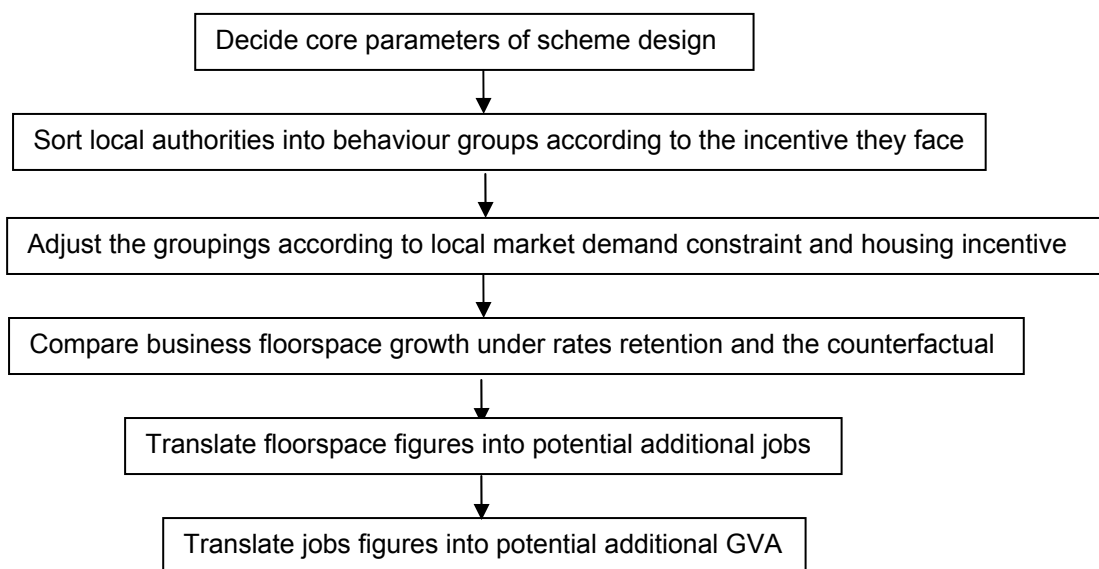 Decide core parameters of scheme design
Sort local authorities into behaviour groups according to the incentive they face
Adjust the groupings according to local market demand constraint and housing incentive
Compare business floorspace growth under rates retention and the counterfactual
Translate floorspace figures into potential additional jobs
Translate jobs figures into potential additional GVA